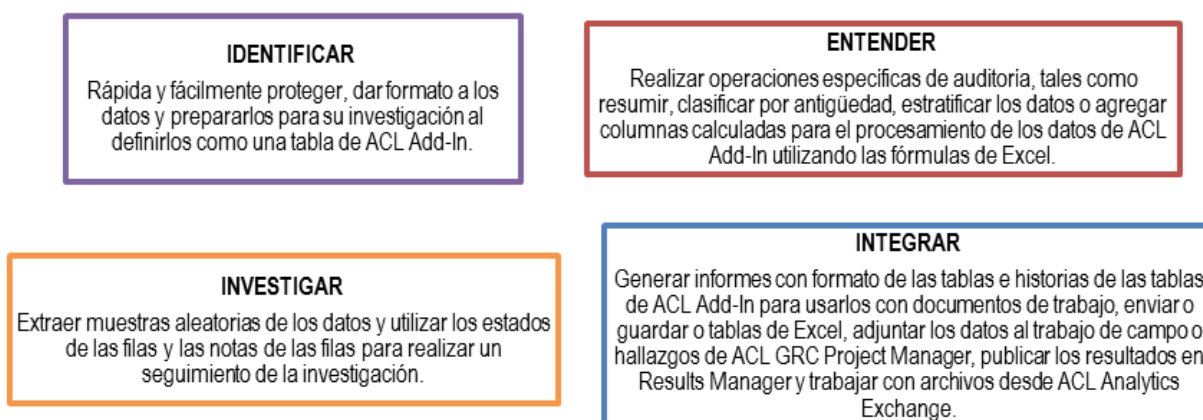 IDENTIFICAR
Rápida y fácilmente proteger, dar formato a los
datos y prepararlos para su investigación al
definirlos como una tabla de ACL Add-In.
ENTENDER
Realizar operaciones específicas de auditoría, tales como
resumir, clasificar por antigüedad, estratificar los datos o agregar
columnas calculadas para el procesamiento de los datos de ACL
Add-In utilizando las fórmulas de Excel.
INVESTIGAR
Extraer muestras aleatorias de los datos y utilizar los estados
de las filas y las notas de las filas para realizar un
seguimiento de la investigación.
INTEGRAR
Generar informes con formato de las tablas e historias de las tablas
de ACL Add-In para usarlos con documentos de trabajo, enviar o
guardar o tablas de Excel, adjuntar los datos al trabajo de campo o
hallazgos de ACL GRC Project Manager, publicar los resultados en
Results Manager y trabajar con archivos desde ACL Analytics
Exchange.